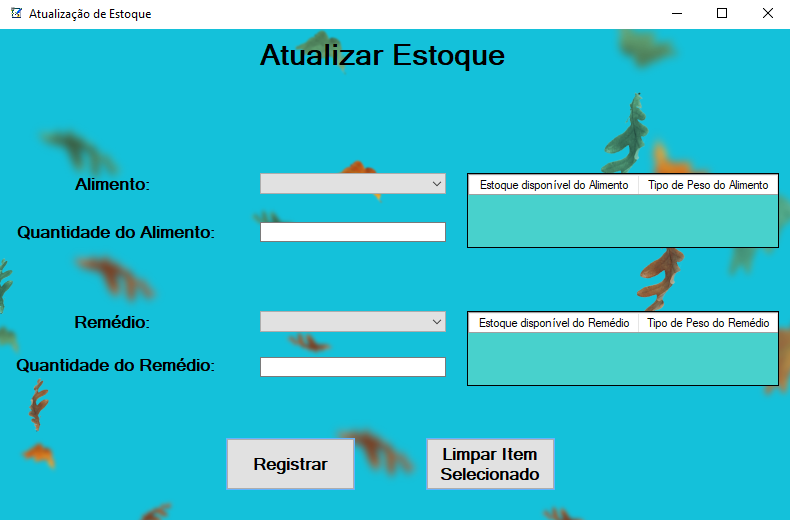 Atualização de Estoque
Atualizar Estoque
Alimento:
Estoque disponível do Alimento Tipo de Peso do Alimento
Quantidade do Alimento:
Remédio:
Estoque disponível do Remédio Tipo de Peso do Remédio
Quantidade do Remédio:
Registrar
Limpar Item
Selecionado